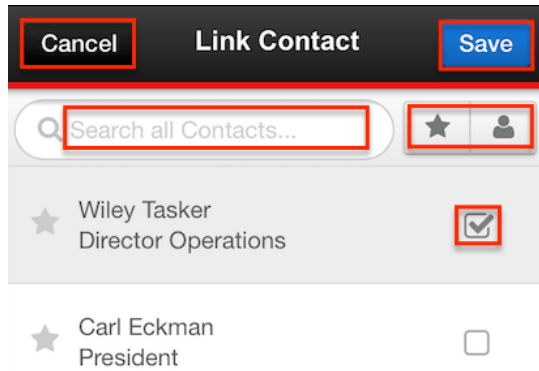 Cancel Link Contact Save
Search all Contacts...
Wiley Tasker
Director Operations
Carl Eckman
President